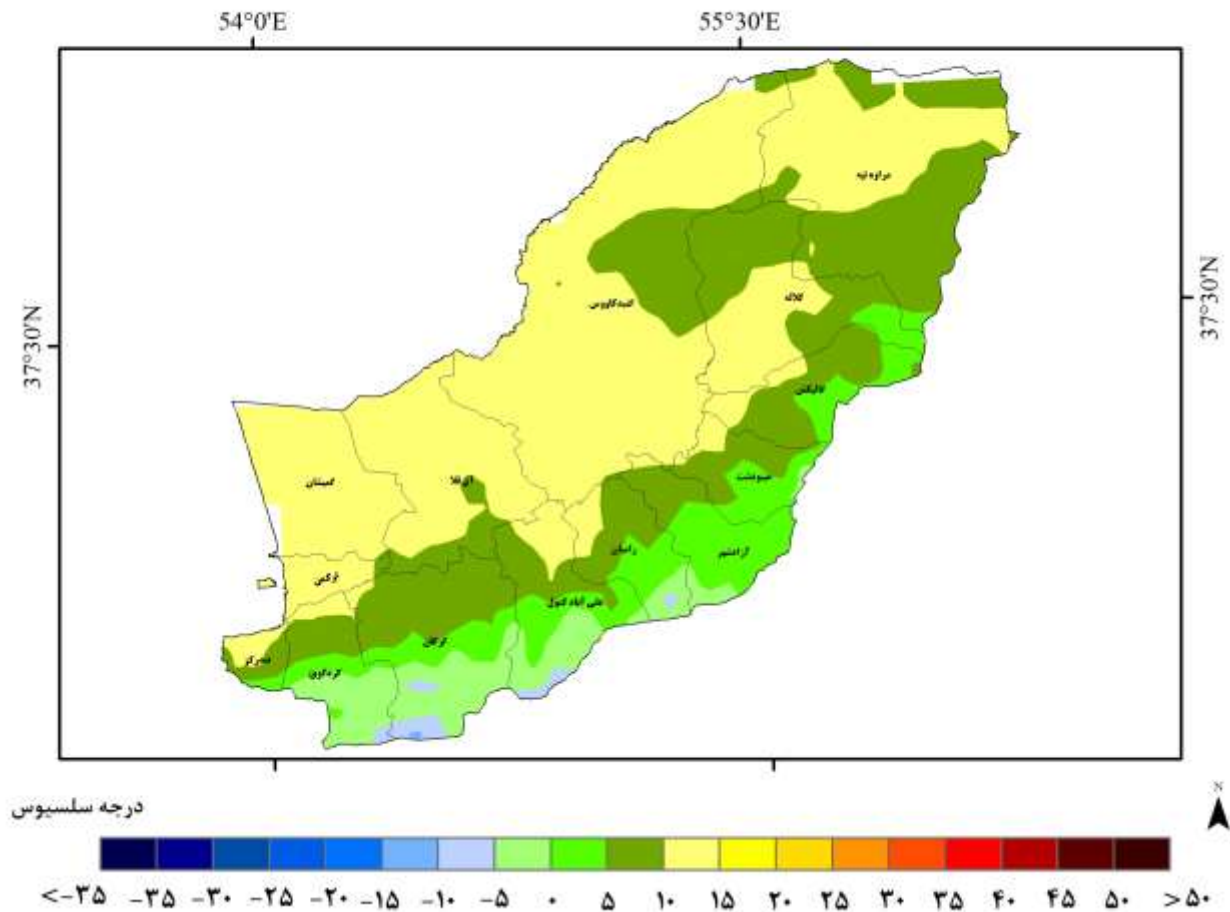 54°0'E 55°30'E
37°30'N
37°30'N
مراوه تپه
گنبدکاووس
کلاله
گالیکش
مینودشت
گمیشان
آق قلا
رامیان
آزادشهر
ترکمن
علی آباد کتول
گرگان
بندرگز
کردکوی
درجه سلسیوس
N
<-۳۵ -۳۵ -۳۰ -۲۵ -۲۰ -۱۵ -۱۰ -۵ ۰ ۵ ۱۰ ۱۵ ۲۰ ۲۵ ۳۰ ۳۵ ۴۰ ۴۵ ۵۰ >۵۰